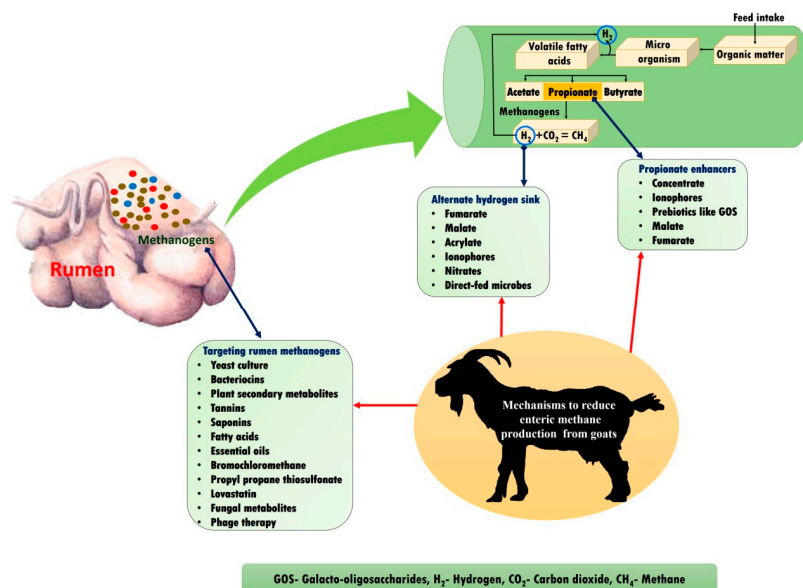 Feed intake
H2
Volatile fatty
acids
Micro
organism
Organic matter
Acetate Propionate Butyrate
Methanogens
H2+CO2 = CH4
Methanogens
Rumen
Alternate hydrogen sink
• Fumarate
• Malate
• Acrylate
• Ionophores
• Nitrates
• Direct-fed microbes
Propionate enhancers
• Concentrate
• Ionophores
• Prebiotics like GOS
• Malate
• Fumarate
Targeting rumen methanogens
• Yeast culture
• Bacteriocins
• Plant secondary metabolites
• Tannins
• Saponins
• Fatty acids
• Essential oils
• Bromochloromethane
• Propyl propane thiosulfonate
• Lovastatin
• Fungal metabolites
• Phage therapy
Mechanisms to reduce
enteric methane
production from goats
GOS- Galacto-oligosaccharides, H2- Hydrogen, CO2- Carbon dioxide, CH4- Methane